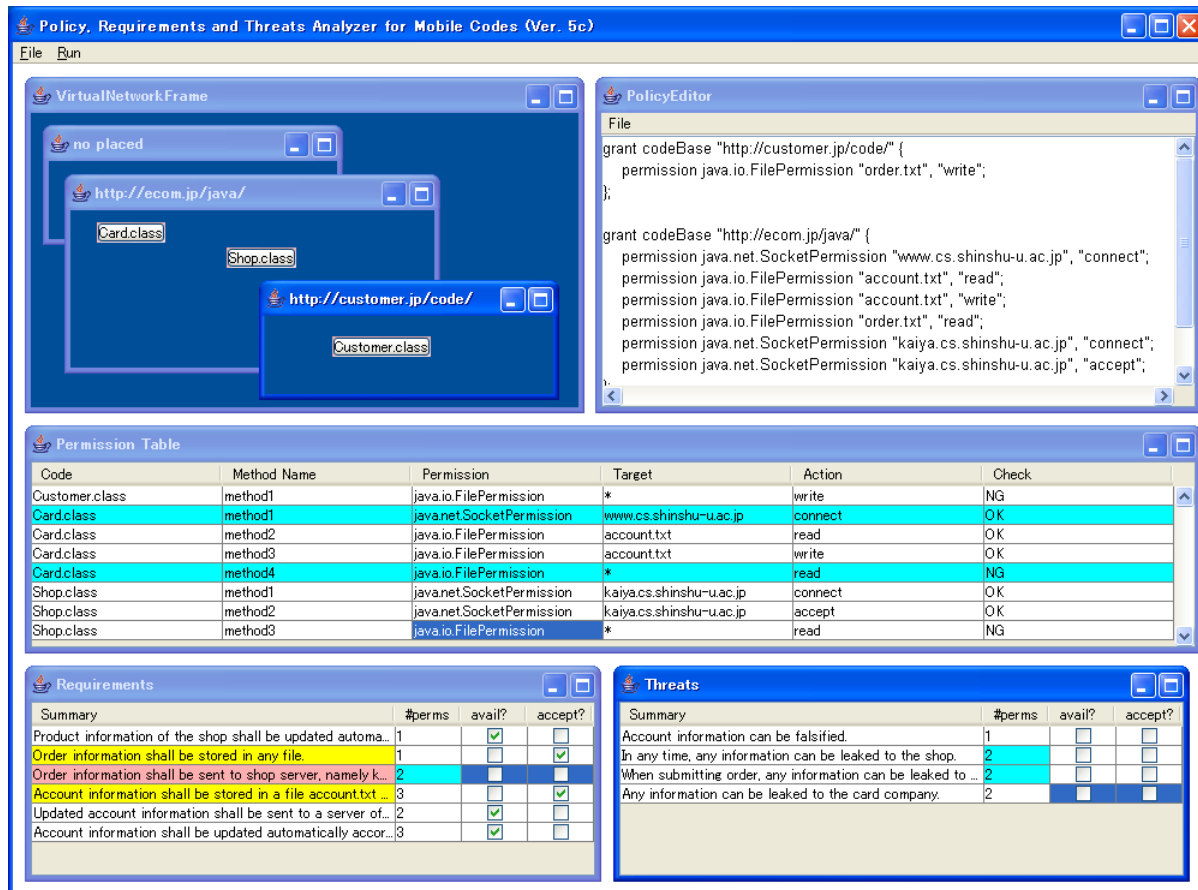 Policy, Requirements and Threats Analyzer for Mobile Codes (Ver. 5c)
File Run
VirtualNetworkFrame
no placed
http://ecom.jp/java/
Card.class
Shop.class
http://customer.jp/code/
Customer.class
PolicyEditor
File
grant codeBase "http://customer.jp/code/" {
permission java.io.FilePermission "order.txt", "write";
};
grant codeBase "http://ecom.jp/java/" {
permission java.net.SocketPermission "www.cs.shinshu-u.ac.jp", "connect";
permission java.io.FilePermission "account.txt", "read";
permission java.io.FilePermission "account.txt", "write";
permission java.io.FilePermission "order.txt", "read";
permission java.net.SocketPermission "kaiya.cs.shinshu-u.ac.jp", "connect";
permission java.net.SocketPermission "kaiya.cs.shinshu-u.ac.jp", "accept";
};
Permission Table
Code Method Name Permission Target Action Check
Customer.class method1 java.io.FilePermission * write NG
Card.class method1 java.net.SocketPermission www.cs.shinshu-u.ac.jp connect OK
Card.class method2 java.io.FilePermission account.txt read OK
Card.class method3 java.io.FilePermission account.txt write OK
Card.class method4 java.io.FilePermission * read NG
Shop.class method1 java.net.SocketPermission kaiya.cs.shinshu-u.ac.jp connect OK
Shop.class method2 java.net.SocketPermission kaiya.cs.shinshu-u.ac.jp accept OK
Shop.class method3 java.io.FilePermission * read NG
Requirements
Summary #perms avail? accept?
Product information of the shop shall be updated automa... 1
Order information shall be stored in any file. 1
Order information shall be sent to shop server, namely k... 2
Account information shall be stored in a file account.txt ... 3
Updated account information shall be sent to a server of... 2
Account information shall be updated automatically accor... 3
Threats
Summary #perms avail? accept?
Account information can be falsified. 1
In any time, any information can be leaked to the shop. 2
When submitting order, any information can be leaked to ... 2
Any information can be leaked to the card company. 2